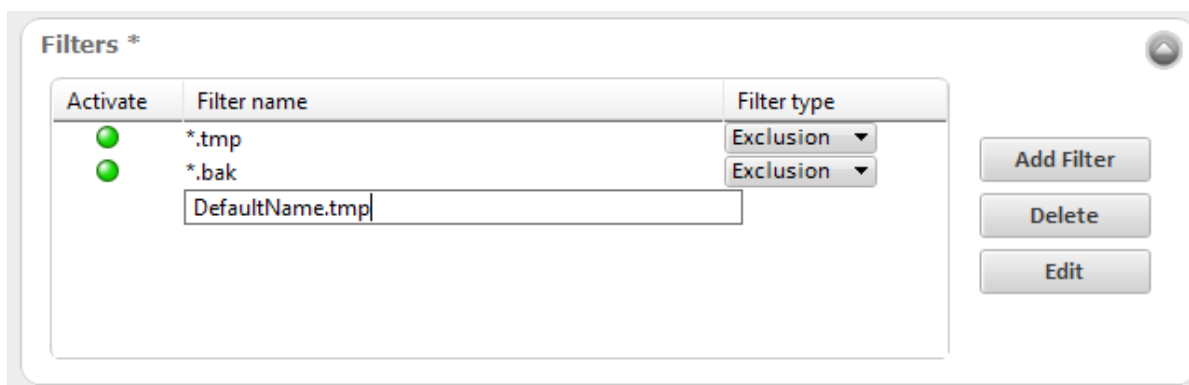 Filters *
Activate Filter name Filter type
*.tmp Exclusion
*.bak Exclusion
DefaultName.tmp
Add Filter
Delete
Edit